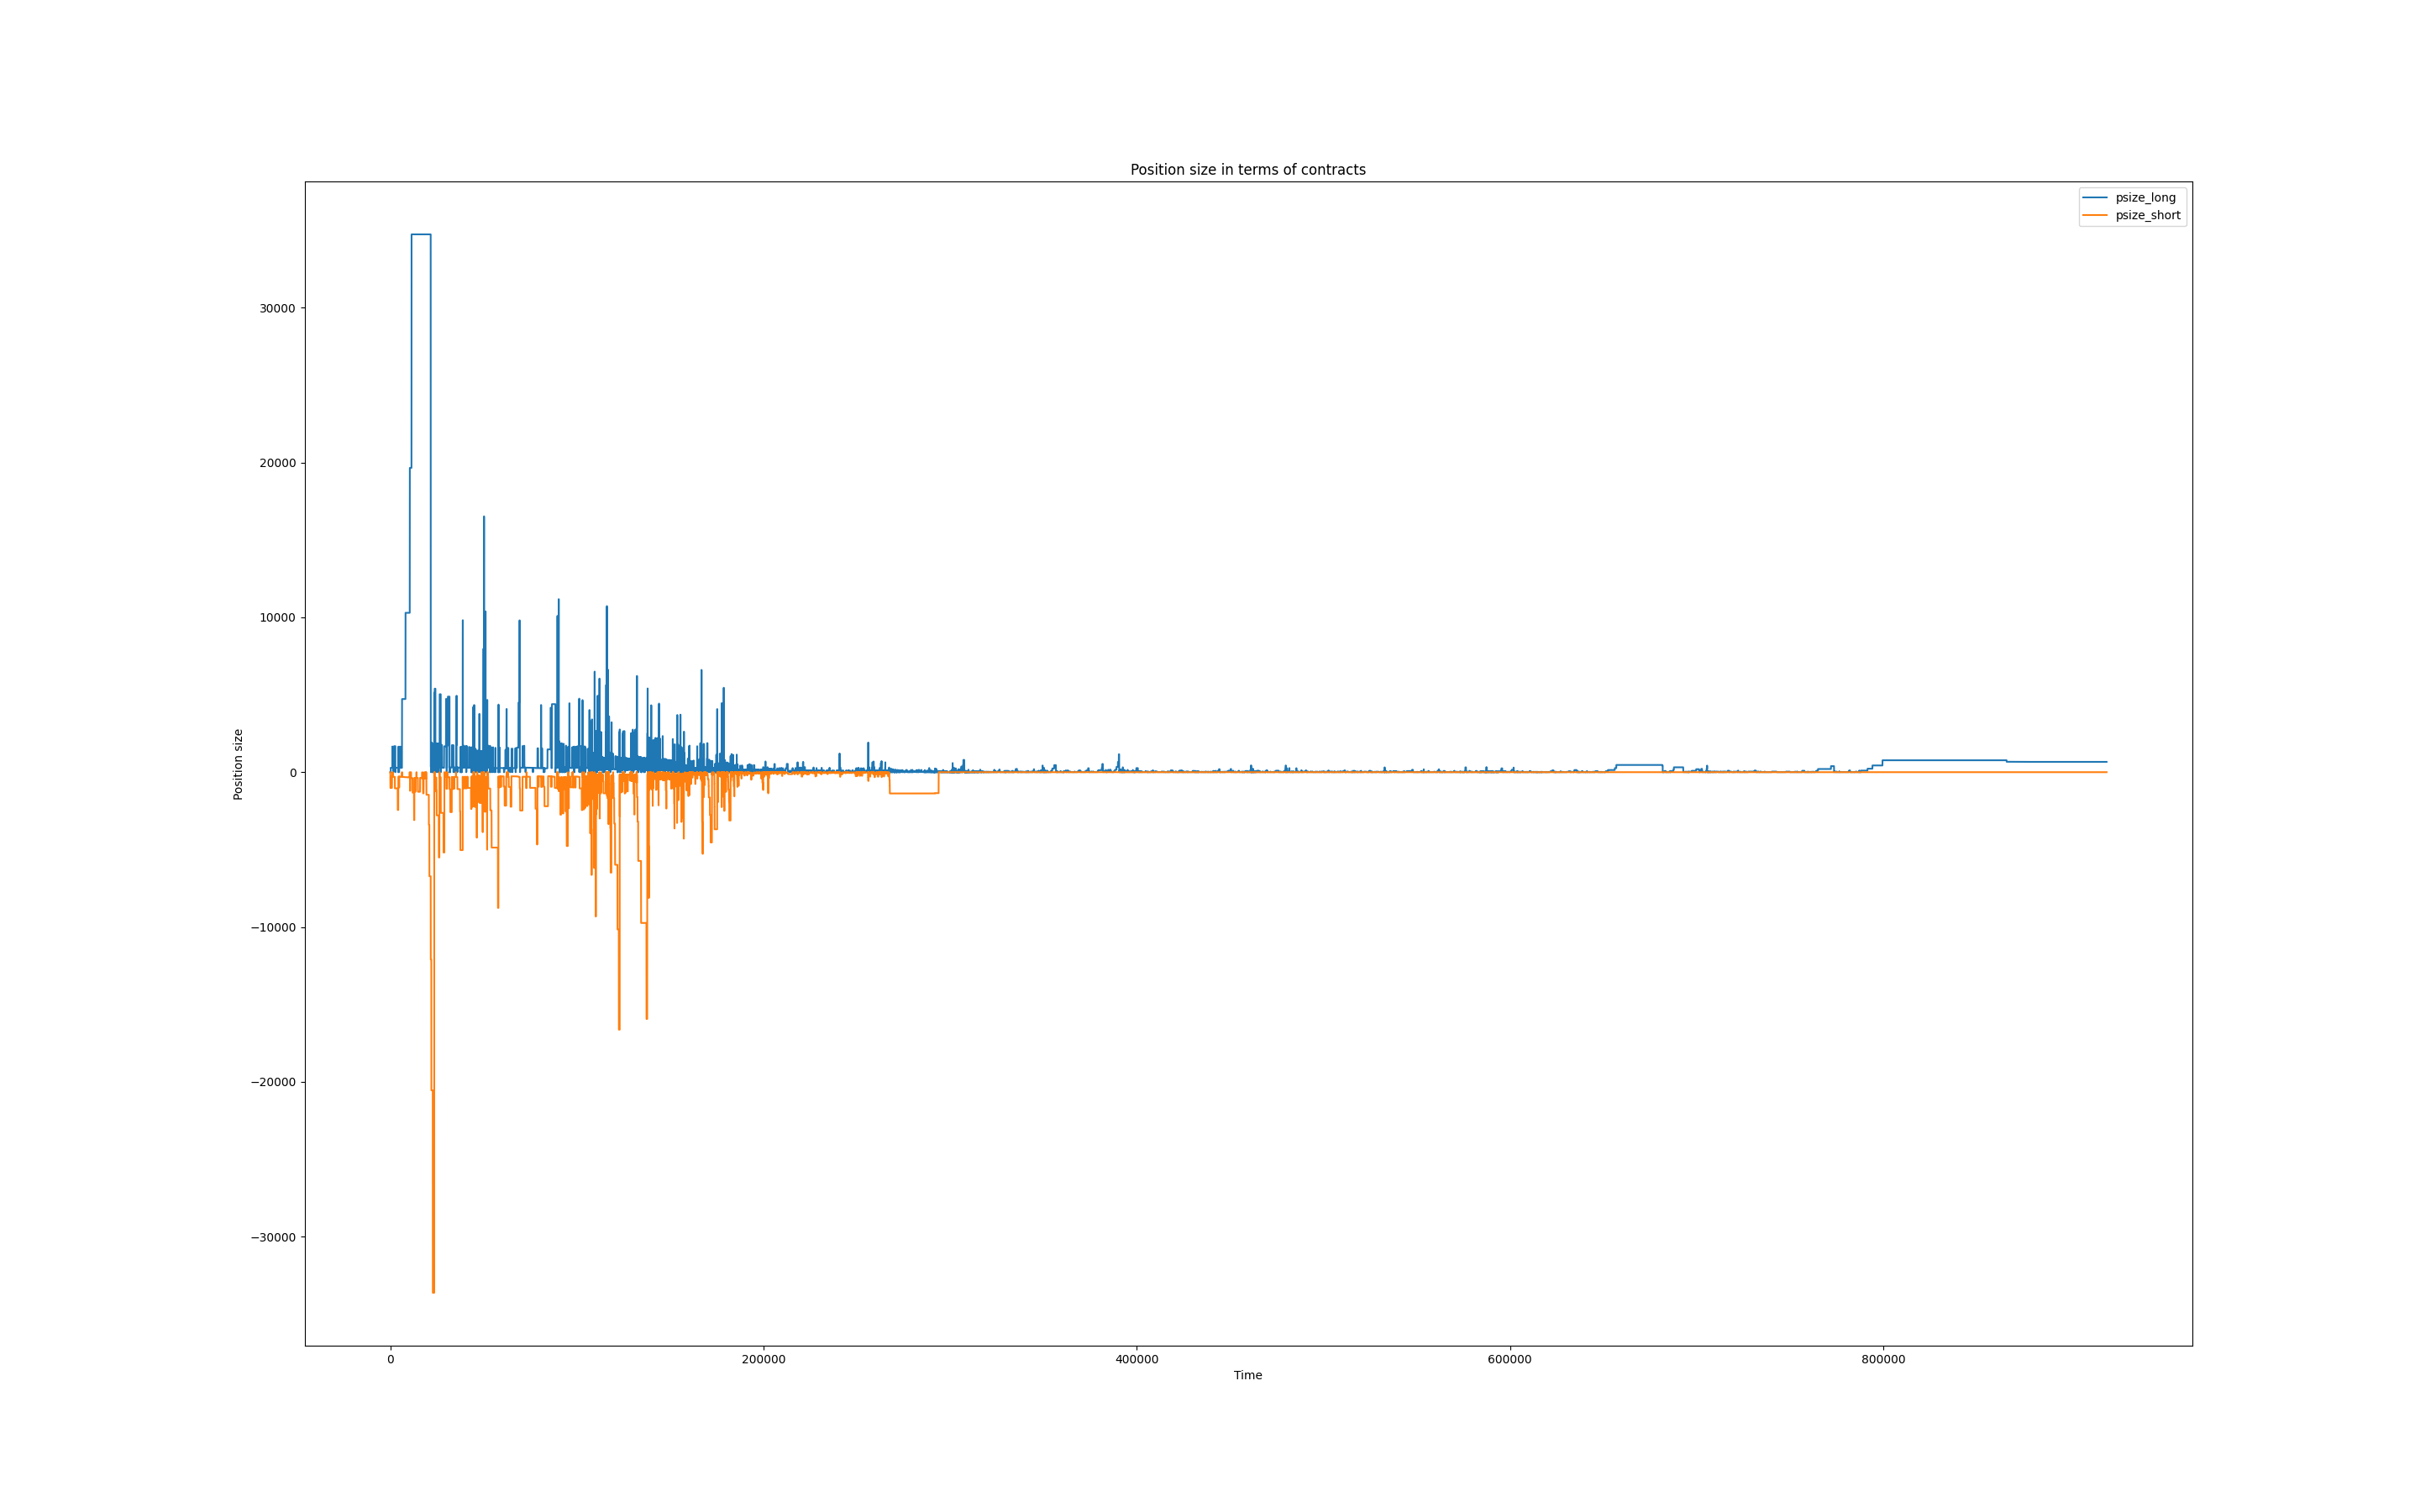 Position size in terms of contracts
psize_long
psize_short
30000
20000
10000
0
−10000
−20000
−30000
Position size
0
200000
400000
600000
800000
Time